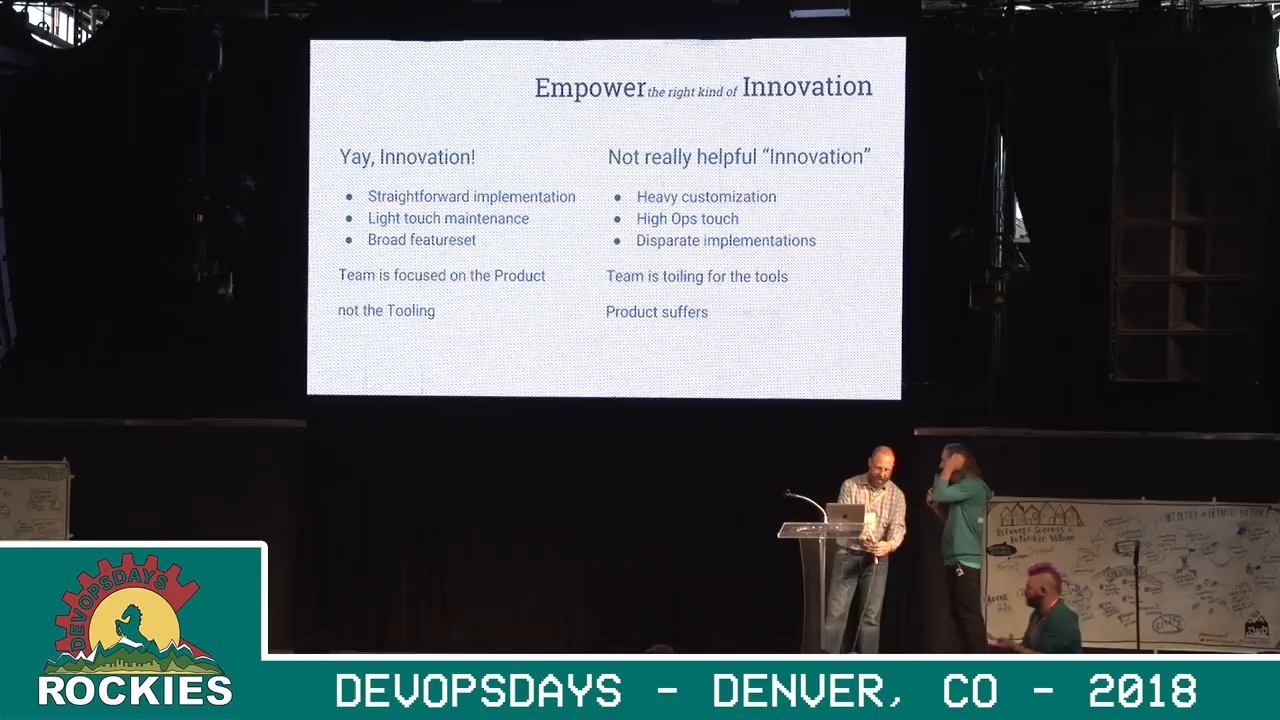 Empower the right kind of Innovation
Yay, Innovation!
● Straightforward implementation
● Light touch maintenance
● Broad featureset
Team is focused on the Product
not the Tooling
Not really helpful “Innovation”
● Heavy customization
● High Ops touch
● Disparate implementations
Team is toiling for the tools
Product suffers
DEVOPSDAYS
ROCKIES
DEVOPSDAYS - DENVER, CO - 2018